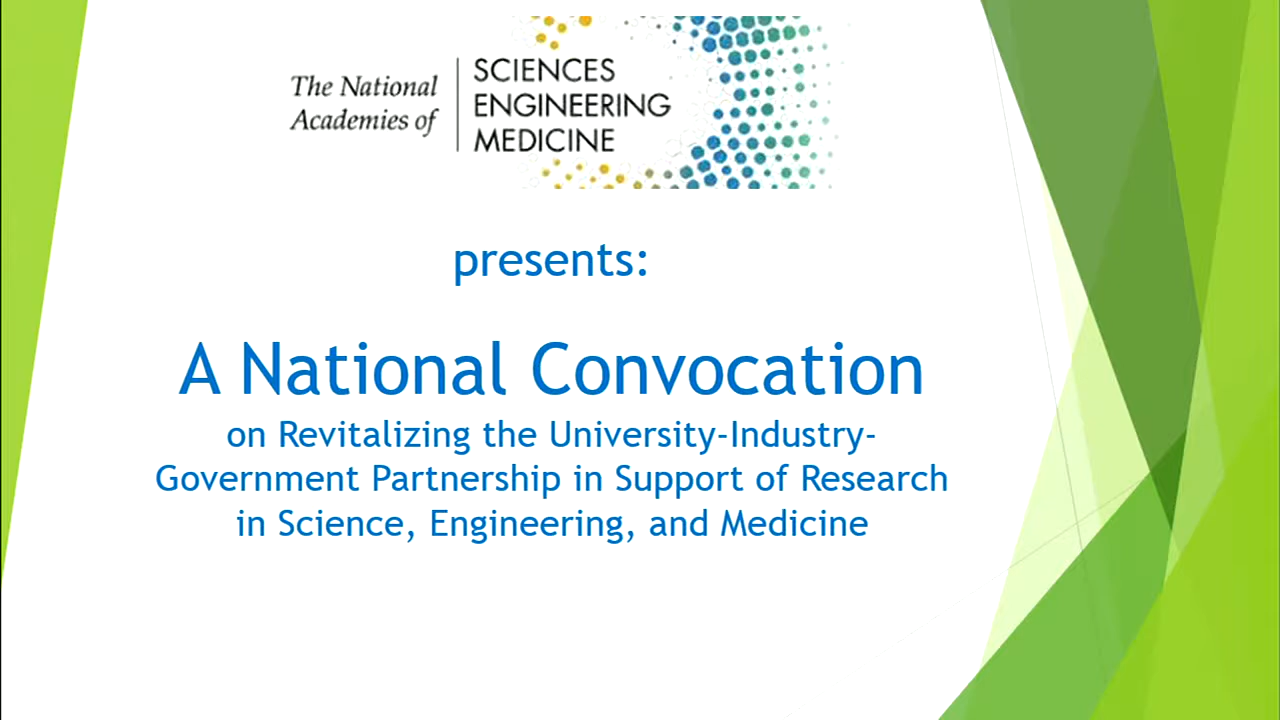 The National
Academies of
SCIENCES
ENGINEERING
MEDICINE
presents:
A National Convocation
on Revitalizing the University-Industry-
Government Partnership in Support of Research
in Science, Engineering, and Medicine